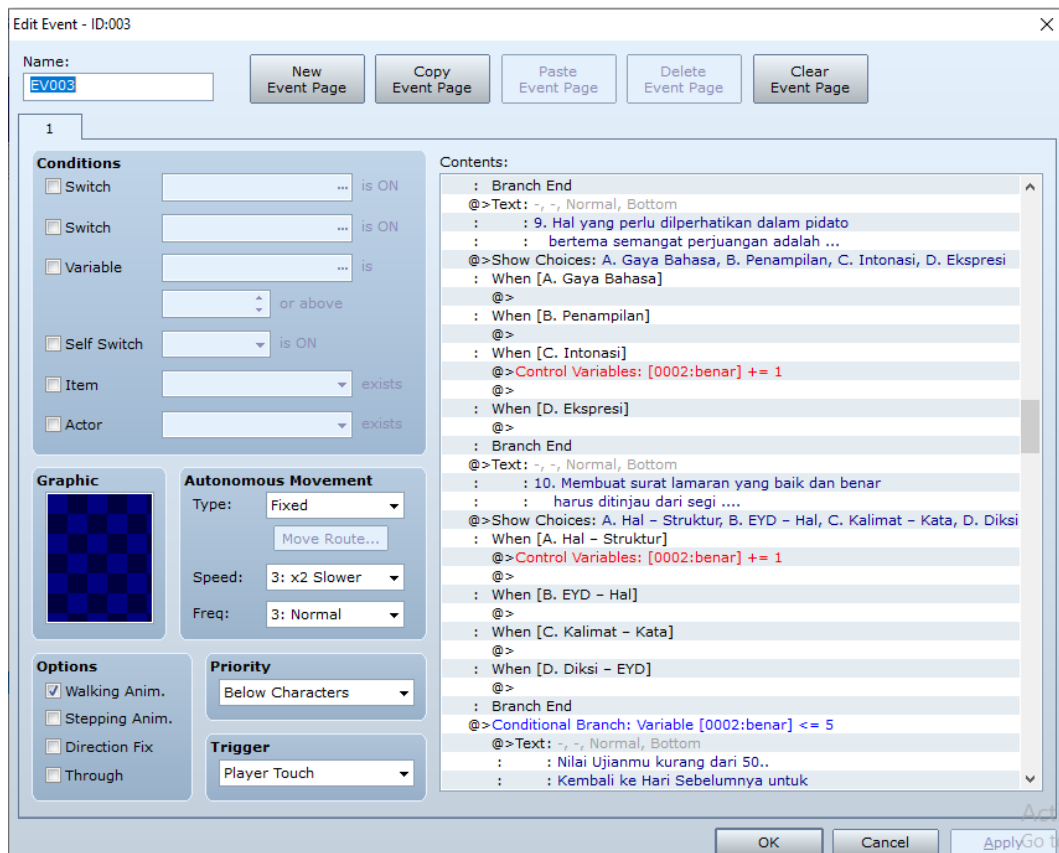 Edit Event - ID:003
Name:
EV003
New Event Page
Copy Event Page
Paste Event Page
Delete Event Page
Clear Event Page
1
Conditions
Switch ... is ON
Switch ... is ON
Variable ... is
or above
Self Switch is ON
Item exists
Actor exists
Graphic
Autonomous Movement
Type: Fixed
Move Route...
Speed: 3: x2 Slower
Freq: 3: Normal
Options
Walking Anim.
Stepping Anim.
Direction Fix
Through
Priority
Below Characters
Trigger
Player Touch
Contents:
: Branch End
@>Text: -, -, Normal, Bottom
: : 9. Hal yang perlu dilperhatikan dalam pidato
: : bertema semangat perjuangan adalah ...
@>Show Choices: A. Gaya Bahasa, B. Penampilan, C. Intonasi, D. Ekspresi
: When [A. Gaya Bahasa]
@>
: When [B. Penampilan]
@>
: When [C. Intonasi]
@>Control Variables: [0002:benar] += 1
@>
: When [D. Ekspresi]
@>
: Branch End
@>Text: -, -, Normal, Bottom
: : 10. Membuat surat lamaran yang baik dan benar
: : harus ditinjau dari segi ....
@>Show Choices: A. Hal – Struktur, B. EYD – Hal, C. Kalimat – Kata, D. Diksi
: When [A. Hal – Struktur]
@>Control Variables: [0002:benar] += 1
@>
: When [B. EYD – Hal]
@>
: When [C. Kalimat – Kata]
@>
: When [D. Diksi – EYD]
@>
: Branch End
@>Conditional Branch: Variable [0002:benar] <= 5
@>Text: -, -, Normal, Bottom
: : Nilai Ujianmu kurang dari 50..
: : Kembali ke Hari Sebelumnya untuk
OK
Cancel
Apply
Act
Go t